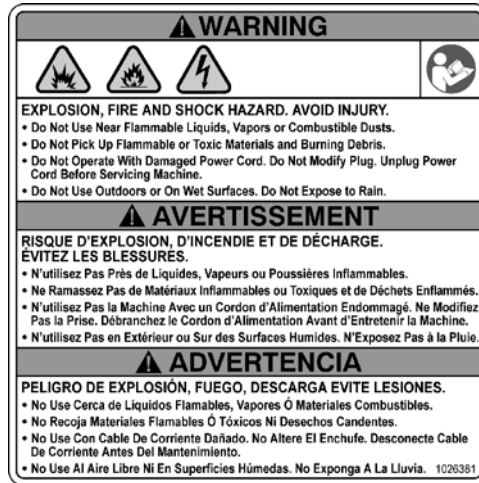 WARNING
EXPLOSION, FIRE AND SHOCK HAZARD. AVOID INJURY.
• Do Not Use Near Flammable Liquids, Vapors or Combustible Dusts.
• Do Not Pick Up Flammable or Toxic Materials and Burning Debris.
• Do Not Operate With Damaged Power Cord. Do Not Modify Plug. Unplug Power
Cord Before Servicing Machine.
• Do Not Use Outdoors or On Wet Surfaces. Do Not Expose to Rain.
AVERTISSEMENT
RISQUE D'EXPLOSION, D'INCENDIE ET DE DÉCHARGE.
ÉVITEZ LES BLESSURES.
• N'utilisez Pas Près de Liquides, Vapeurs ou Poussières Inflammables.
• Ne Ramassez Pas de Matériaux Inflammables ou Toxiques et de Déchets Enflammés.
• N'utilisez Pas la Machine Avec un Cordon d'Alimentation Endommagé. Ne Modifiez
Pas la Prise. Débranchez le Cordon d'Alimentation Avant d'Entretenir la Machine.
• N'utilisez Pas en Extérieur ou Sur des Surfaces Humides. N'Exposez Pas à la Pluie.
ADVERTENCIA
PELIGRO DE EXPLOSIÓN, FUEGO, DESCARGA EVITE LESIONES.
• No Use Cerca de Liquidos Flamables, Vapores Ó Materiales Combustibles.
• No Recoja Materiales Flamables Ó Tóxicos Ni Desechos Candentes.
• No Use Con Cable De Corriente Dañado. No Altere El Enchufe. Desconecte Cable
De Corriente Antes Del Mantenimiento.
• No Use Al Aire Libre Ni En Superficies Húmedas. No Exponga A La Lluvia. 1026381